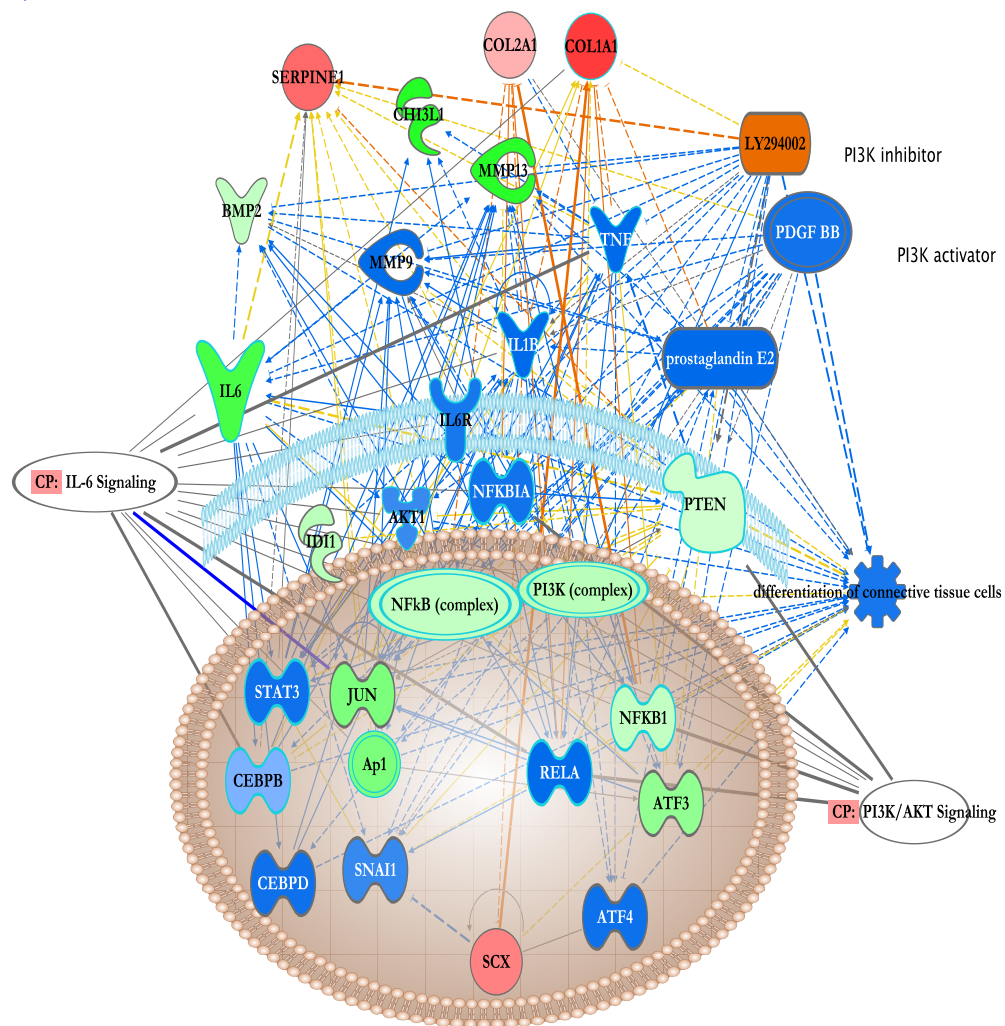 COL2A1
COL1A1
SERPINE1
CHI3L1
LY294002
PI3K inhibitor
MMP13
BMP2
PDGF BB
TNF
PI3K activator
MMP9
IL1B
prostaglandin E2
IL6
IL6R
CP: IL-6 Signaling
NFKBIA
PTEN
AKT1
IDI1
PI3K (complex)
differentiation of connective tissue cells
NFkB (complex)
STAT3
JUN
NFKB1
Ap1
RELA
CEBPB
ATF3
CP: PI3K/AKT Signaling
SNAI1
CEBPD
ATF4
SCX